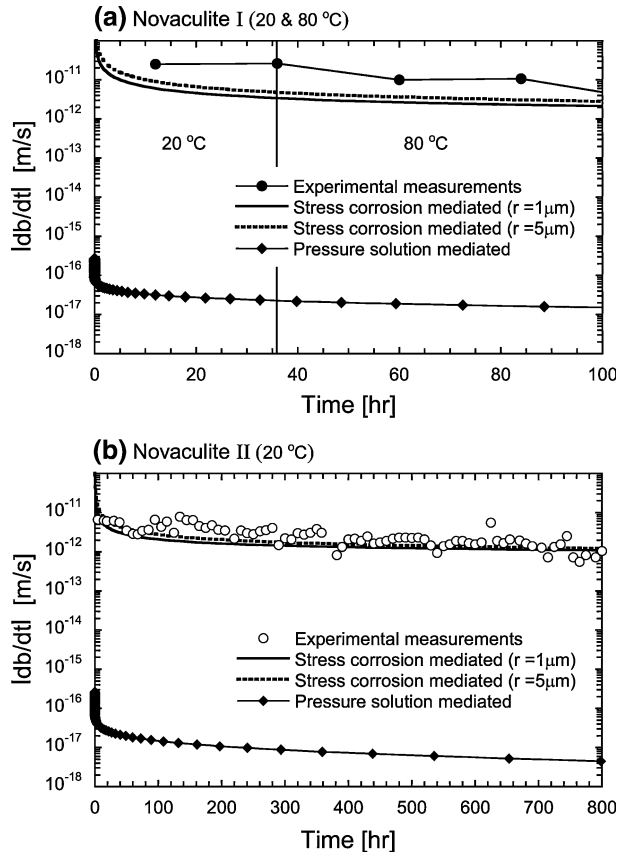 (a) Novaculite I (20 & 80 °C)
10⁻¹¹
10⁻¹²
10⁻¹³
10⁻¹⁴
10⁻¹⁵
10⁻¹⁶
10⁻¹⁷
10⁻¹⁸
|db/dt| [m/s]
20 °C
80 °C
Experimental measurements
Stress corrosion mediated (r =1μm)
Stress corrosion mediated (r =5μm)
Pressure solution mediated
0 20 40 60 80 100
Time [hr]
(b) Novaculite II (20 °C)
10⁻¹¹
10⁻¹²
10⁻¹³
10⁻¹⁴
10⁻¹⁵
10⁻¹⁶
10⁻¹⁷
10⁻¹⁸
|db/dt| [m/s]
Experimental measurements
Stress corrosion mediated (r =1μm)
Stress corrosion mediated (r =5μm)
Pressure solution mediated
0 100 200 300 400 500 600 700 800
Time [hr]